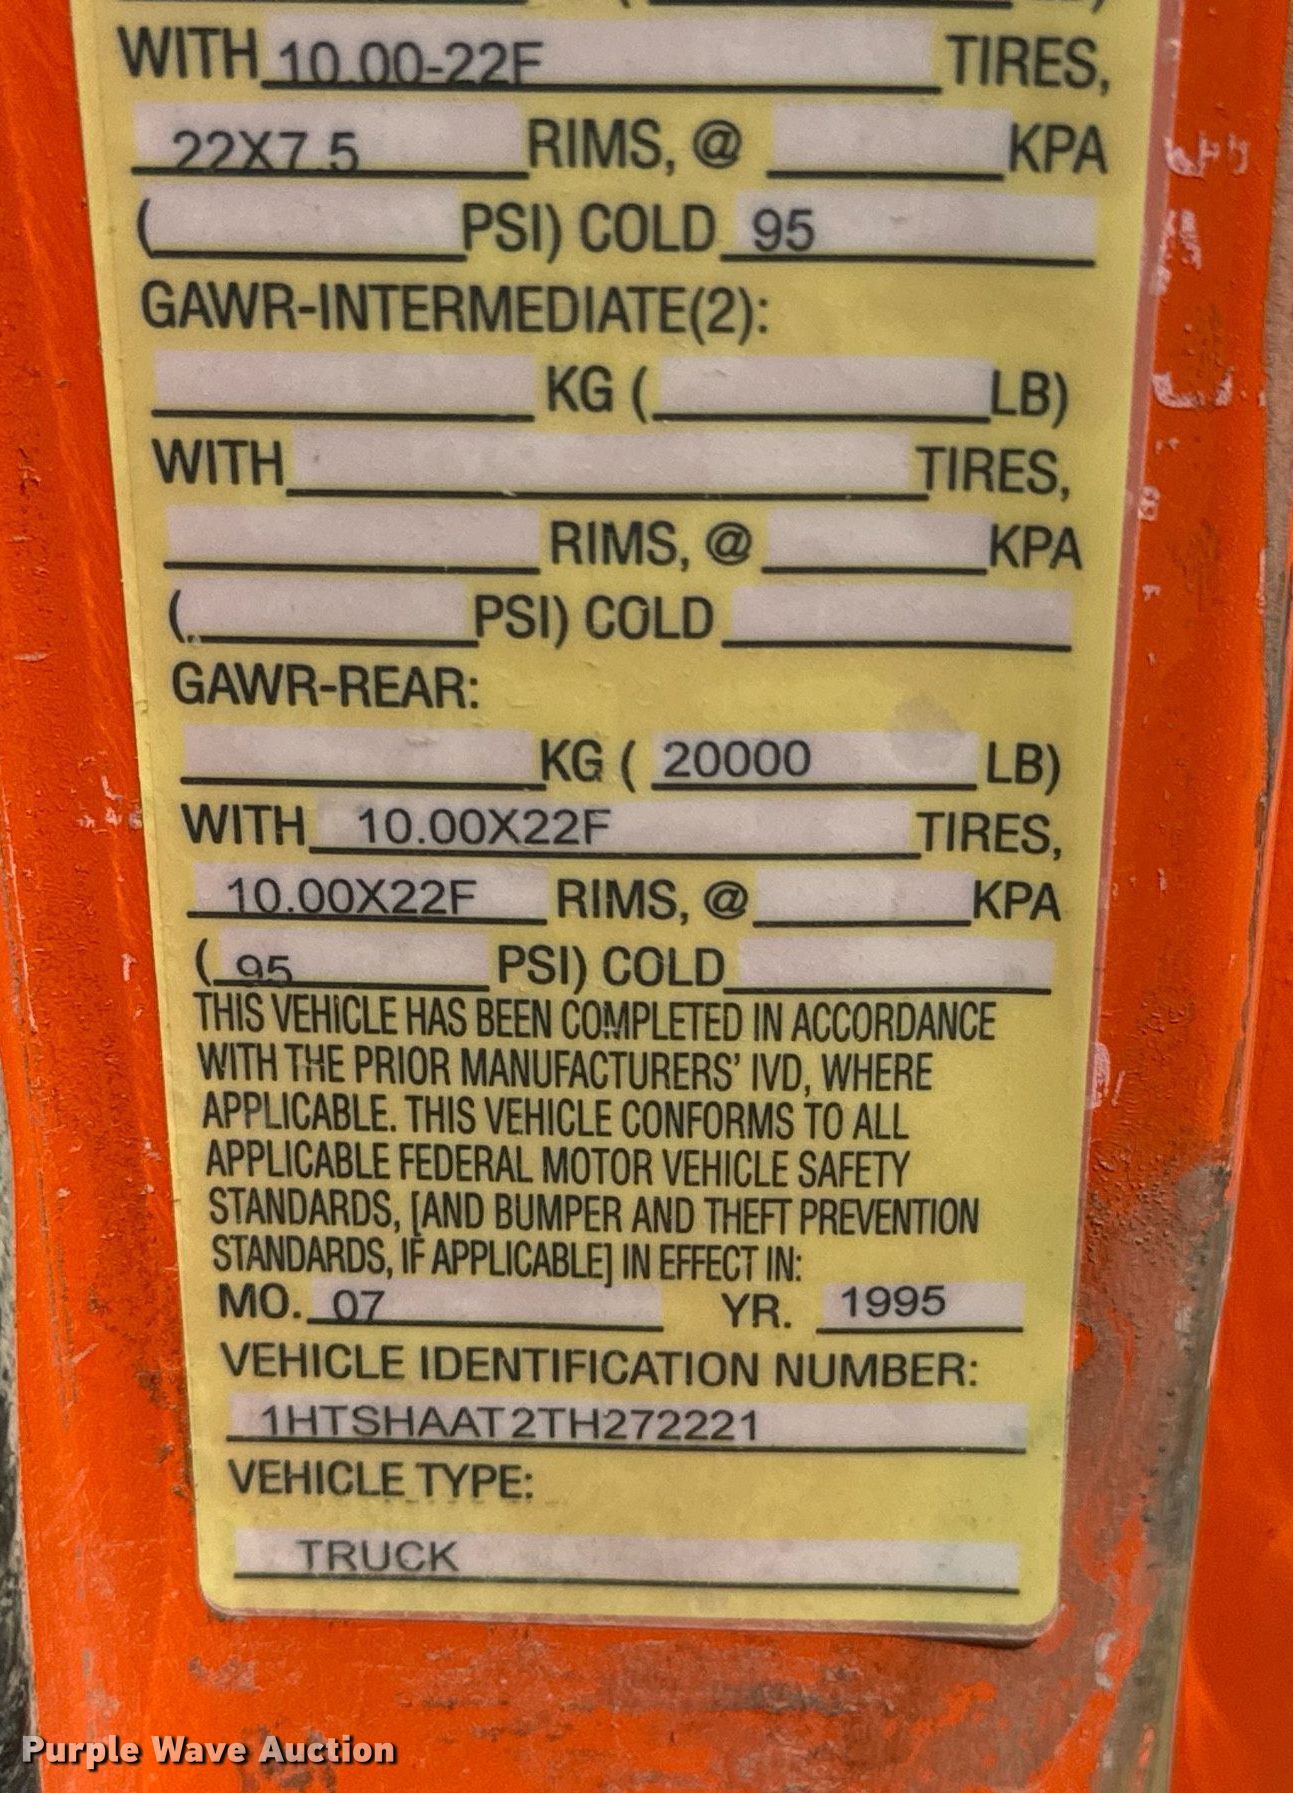 WITH 10.00-22F TIRES,
22X7.5 RIMS, @ KPA
( PSI) COLD 95
GAWR-INTERMEDIATE(2):
KG ( LB)
WITH TIRES,
RIMS, @ KPA
( PSI) COLD
GAWR-REAR:
KG ( 20000 LB)
WITH 10.00X22F TIRES,
10.00X22F RIMS, @ KPA
( 95 PSI) COLD
THIS VEHICLE HAS BEEN COMPLETED IN ACCORDANCE
WITH THE PRIOR MANUFACTURERS' IVD, WHERE
APPLICABLE. THIS VEHICLE CONFORMS TO ALL
APPLICABLE FEDERAL MOTOR VEHICLE SAFETY
STANDARDS, [AND BUMPER AND THEFT PREVENTION
STANDARDS, IF APPLICABLE] IN EFFECT IN:
MO. 07 YR. 1995
VEHICLE IDENTIFICATION NUMBER:
1HTSHAAT2TH272221
VEHICLE TYPE:
TRUCK
Purple Wave Auction